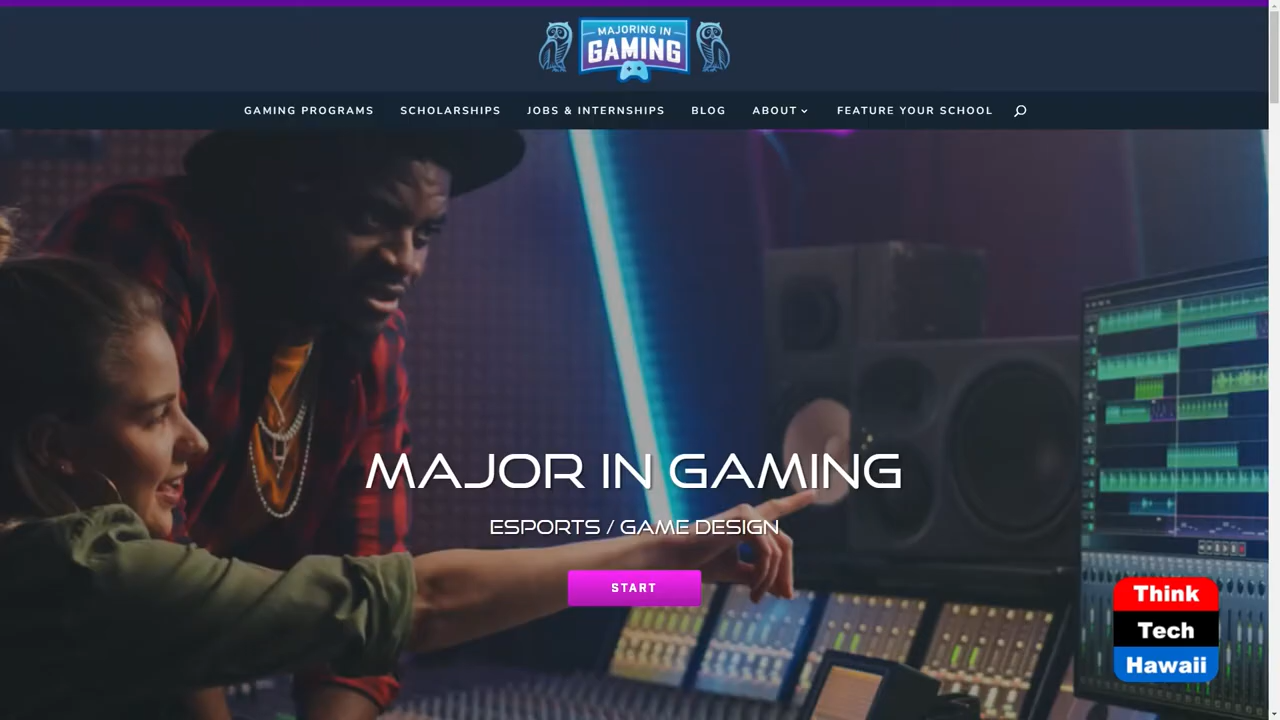 MAJORING IN
GAMING
GAMING PROGRAMS SCHOLARSHIPS JOBS & INTERNSHIPS BLOG ABOUT FEATURE YOUR SCHOOL
MAJOR IN GAMING
ESPORTS / GAME DESIGN
START
Think
Tech
Hawaii